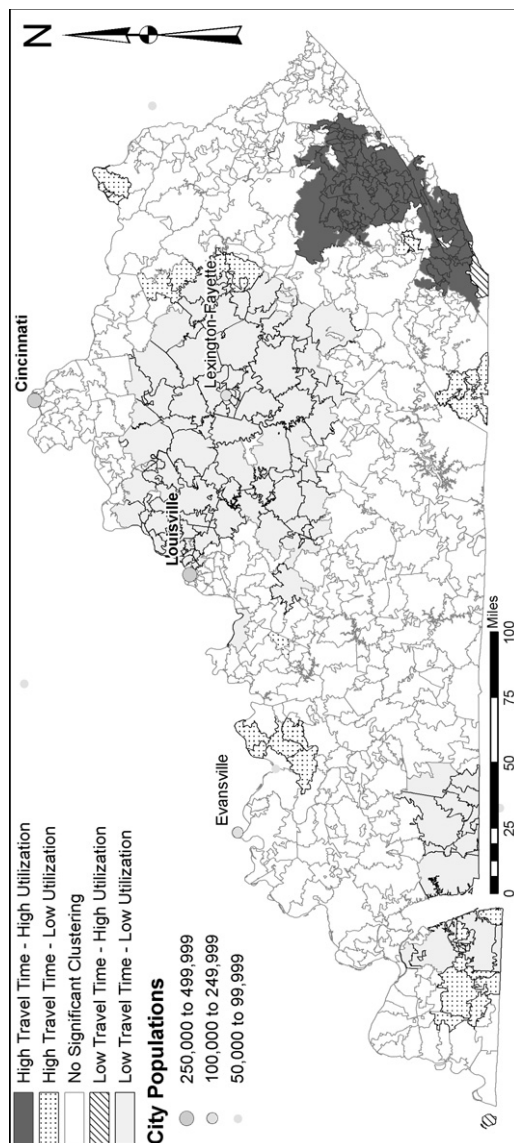 N
Cincinnati
Lexington-Fayette
Louisville
Evansville
High Travel Time - High Utilization
High Travel Time - Low Utilization
No Significant Clustering
Low Travel Time - High Utilization
Low Travel Time - Low Utilization
City Populations
250,000 to 499,999
100,000 to 249,999
50,000 to 99,999
0 25 50 75 100
Miles